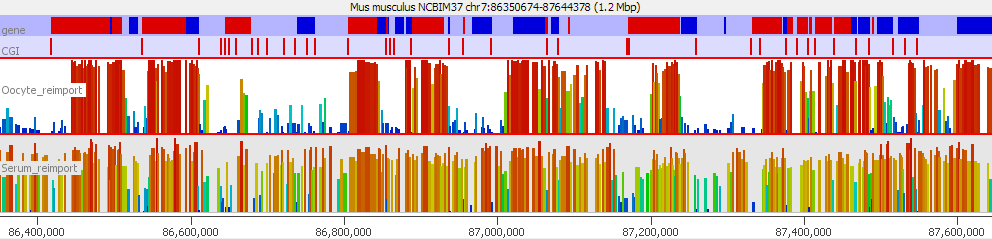 Mus musculus NCBIM37 chr7:86350674-87644378 (1.2 Mbp)
gene
CGI
Oocyte_reimport
Serum_reimport
86,400,000 86,600,000 86,800,000 87,000,000 87,200,000 87,400,000 87,600,000